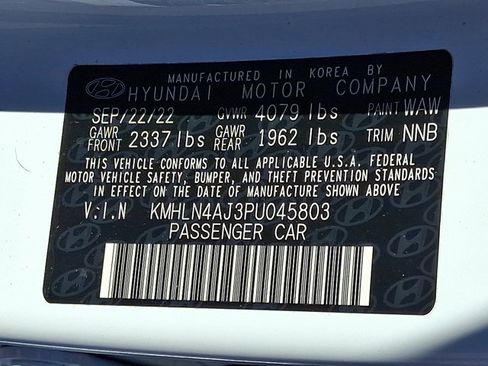 MANUFACTURED IN KOREA BY
HYUNDAI MOTOR COMPANY
SEP/22/22 GVWR 4079 lbs PAINT WAW
GAWR FRONT 2337 lbs GAWR REAR 1962 lbs TRIM NNB
THIS VEHICLE CONFORMS TO ALL APPLICABLE U.S.A. FEDERAL
MOTOR VEHICLE SAFETY, BUMPER, AND THEFT PREVENTION STANDARDS
IN EFFECT ON THE DATE OF MANUFACTURE SHOWN ABOVE
V.I.N KMHLN4AJ3PU045803
PASSENGER CAR